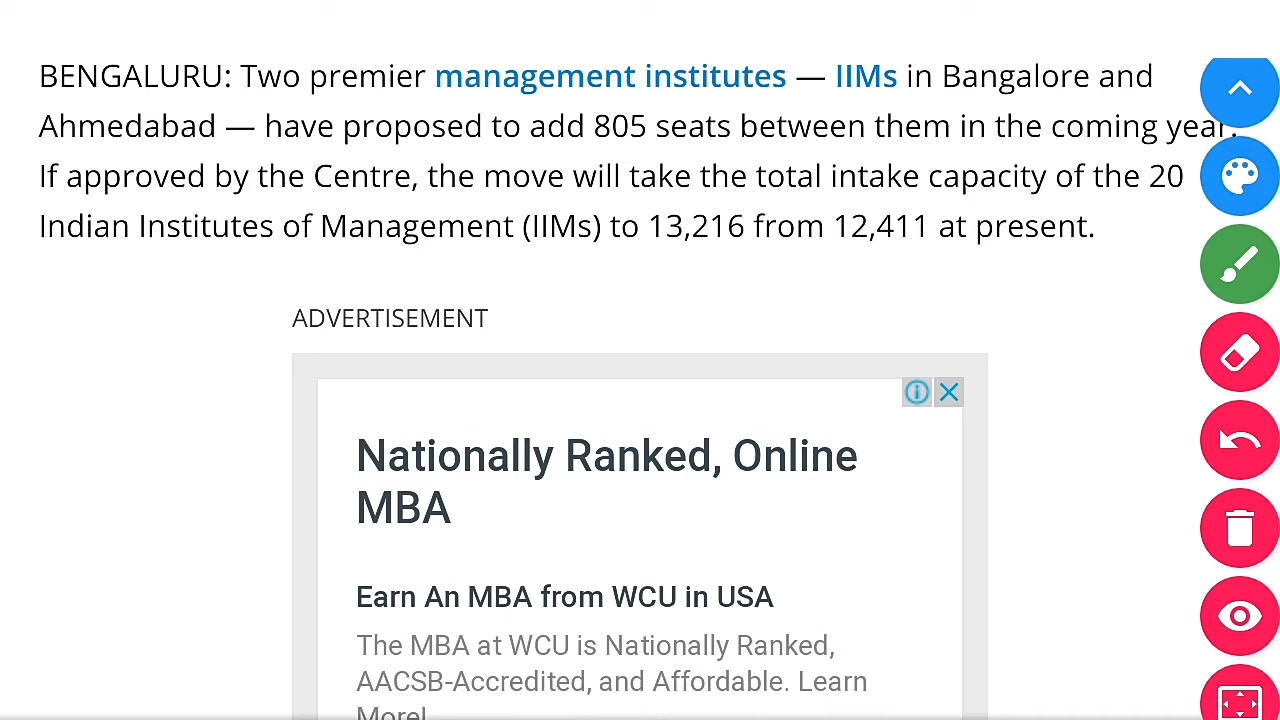 BENGALURU: Two premier management institutes — IIMs in Bangalore and
Ahmedabad — have proposed to add 805 seats between them in the coming year.
If approved by the Centre, the move will take the total intake capacity of the 20
Indian Institutes of Management (IIMs) to 13,216 from 12,411 at present.
ADVERTISEMENT
Nationally Ranked, Online
MBA
Earn An MBA from WCU in USA
The MBA at WCU is Nationally Ranked,
AACSB-Accredited, and Affordable. Learn
More!